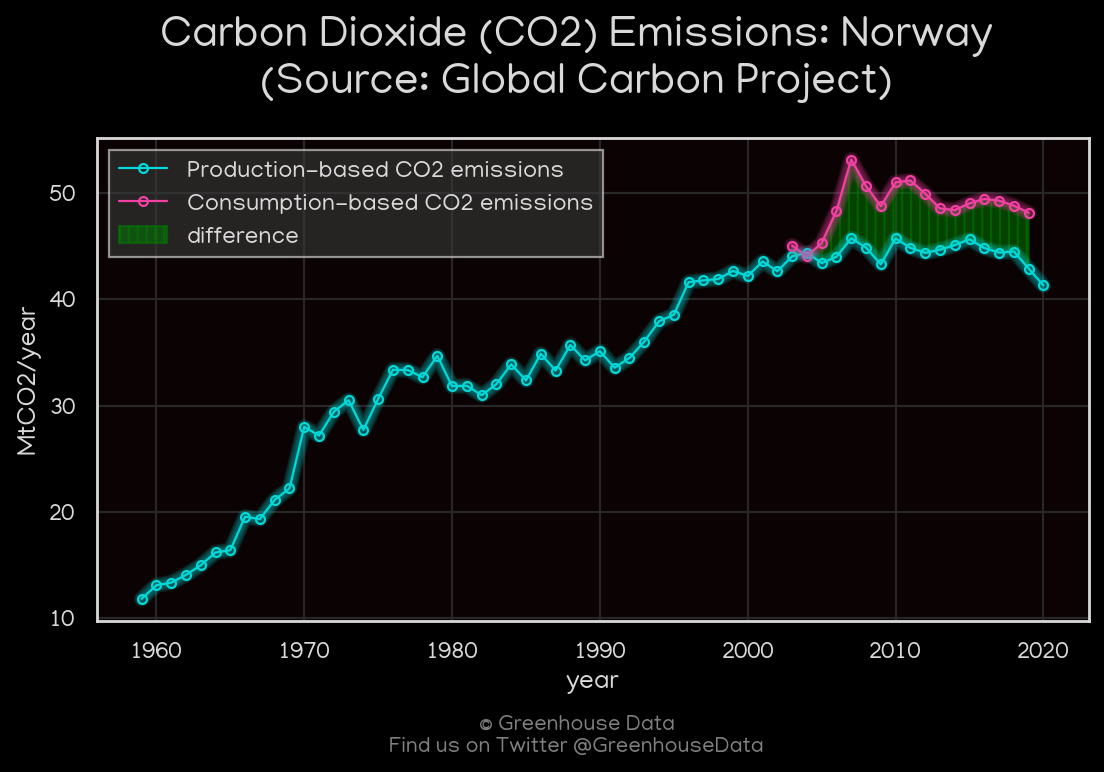 Carbon Dioxide (CO2) Emissions: Norway
(Source: Global Carbon Project)
Production-based CO2 emissions
Consumption-based CO2 emissions
difference
MtCO2/year
50
40
30
20
10
1960 1970 1980 1990 2000 2010 2020
year
© Greenhouse Data
Find us on Twitter @GreenhouseData